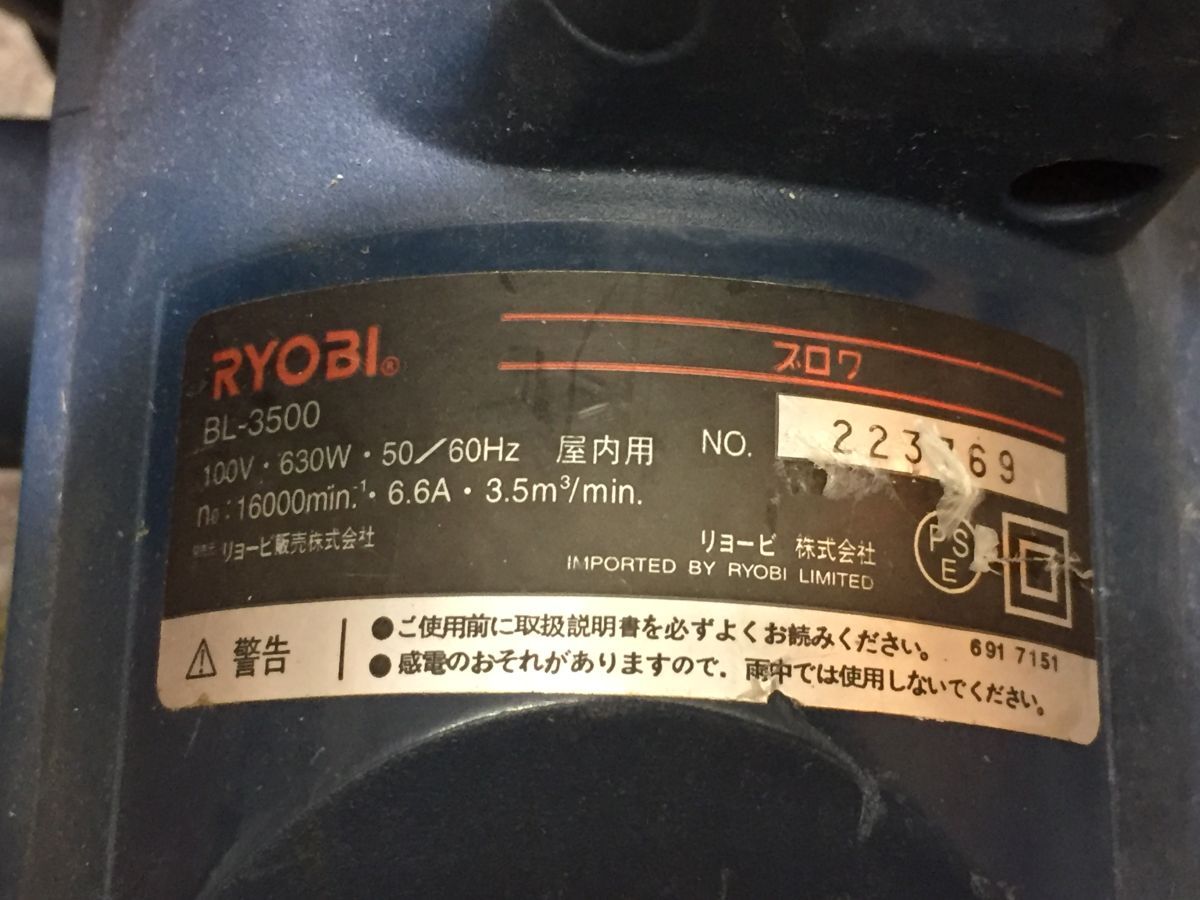 RYOBI®
ブロワ
BL-3500
NO.
100V・630W・50/60Hz 屋内用
n₀:16000min.⁻¹・6.6A・3.5m³/min.
リョービ販売株式会社
リョービ 株式会社
IMPORTED BY RYOBI LIMITED
PS
E
⚠ 警告
●ご使用前に取扱説明書を必ずよくお読みください。
●感電のおそれがありますので、雨中では使用しないでください。
691 7151